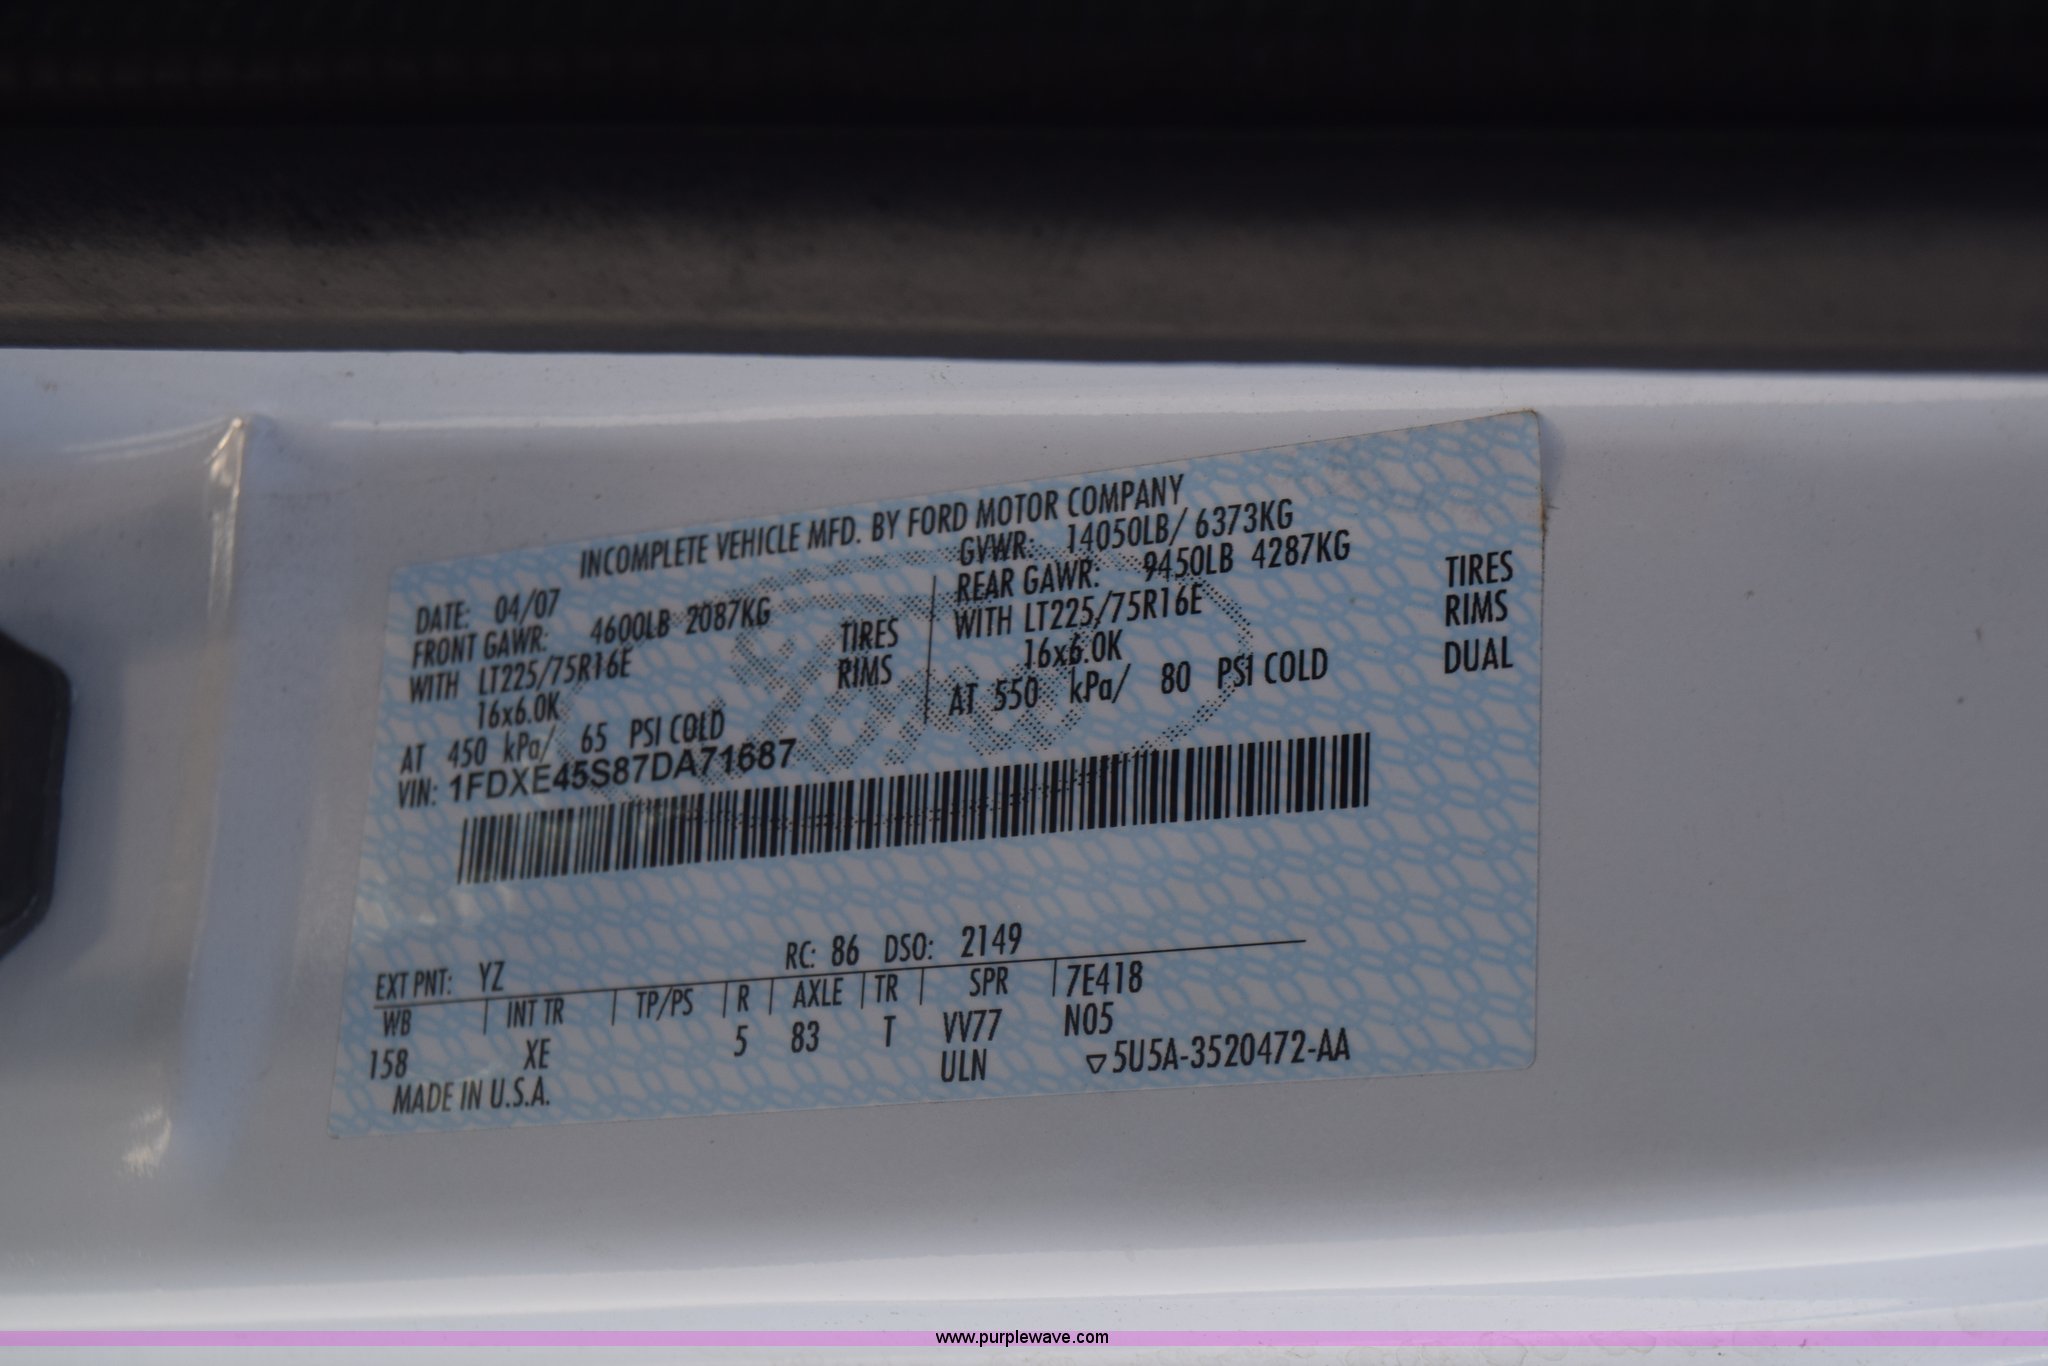 INCOMPLETE VEHICLE MFD. BY FORD MOTOR COMPANY
DATE: 04/07 GVWR: 14050LB/ 6373KG
FRONT GAWR: 4600LB 2087KG REAR GAWR: 9450LB 4287KG
WITH LT225/75R16E TIRES WITH LT225/75R16E TIRES
16x6.0K RIMS 16x6.0K RIMS
AT 450 kPa/ 65 PSI COLD AT 550 kPa/ 80 PSI COLD DUAL
VIN: 1FDXE45S87DA71687
Ford
EXT PNT: YZ RC: 86 DSO: 2149
WB | INT TR | TP/PS | R | AXLE | TR | SPR | 7E418
158 XE 5 83 T VV77 N05
MADE IN U.S.A. ULN ▽5U5A-3520472-AA
www.purplewave.com